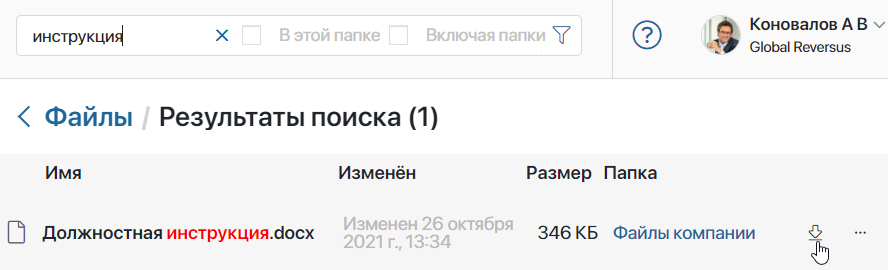 инструкция × В этой папке Включая папки ? Коновалов А В
Global Reversus
Файлы / Результаты поиска (1)
Имя Изменён Размер Папка
Должностная инструкция.docx Изменен 26 октября 2021 г., 13:34 346 КБ Файлы компании ...